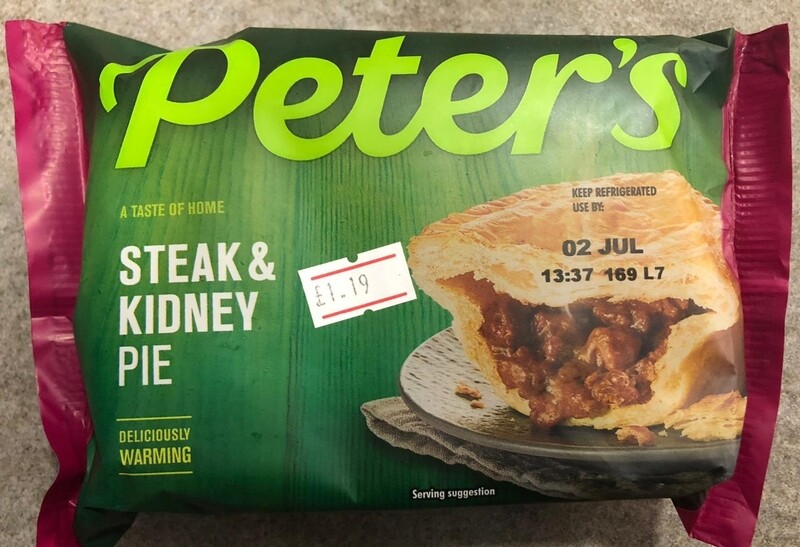 Peter's
A TASTE OF HOME
STEAK &
KIDNEY
PIE
£1.19
KEEP REFRIGERATED
USE BY:
02 JUL
13:37 169 L7
DELICIOUSLY
WARMING
Serving suggestion